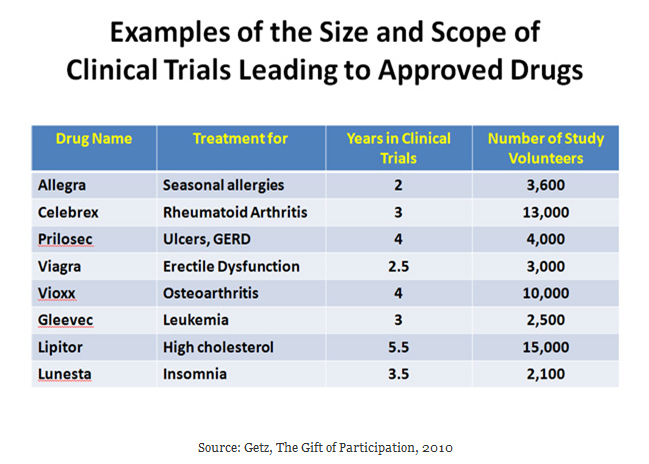 Examples of the Size and Scope of
Clinical Trials Leading to Approved Drugs
Drug Name Treatment for Years in Clinical Trials Number of Study Volunteers
Allegra Seasonal allergies 2 3,600
Celebrex Rheumatoid Arthritis 3 13,000
Prilosec Ulcers, GERD 4 4,000
Viagra Erectile Dysfunction 2.5 3,000
Vioxx Osteoarthritis 4 10,000
Gleevec Leukemia 3 2,500
Lipitor High cholesterol 5.5 15,000
Lunesta Insomnia 3.5 2,100
Source: Getz, The Gift of Participation, 2010